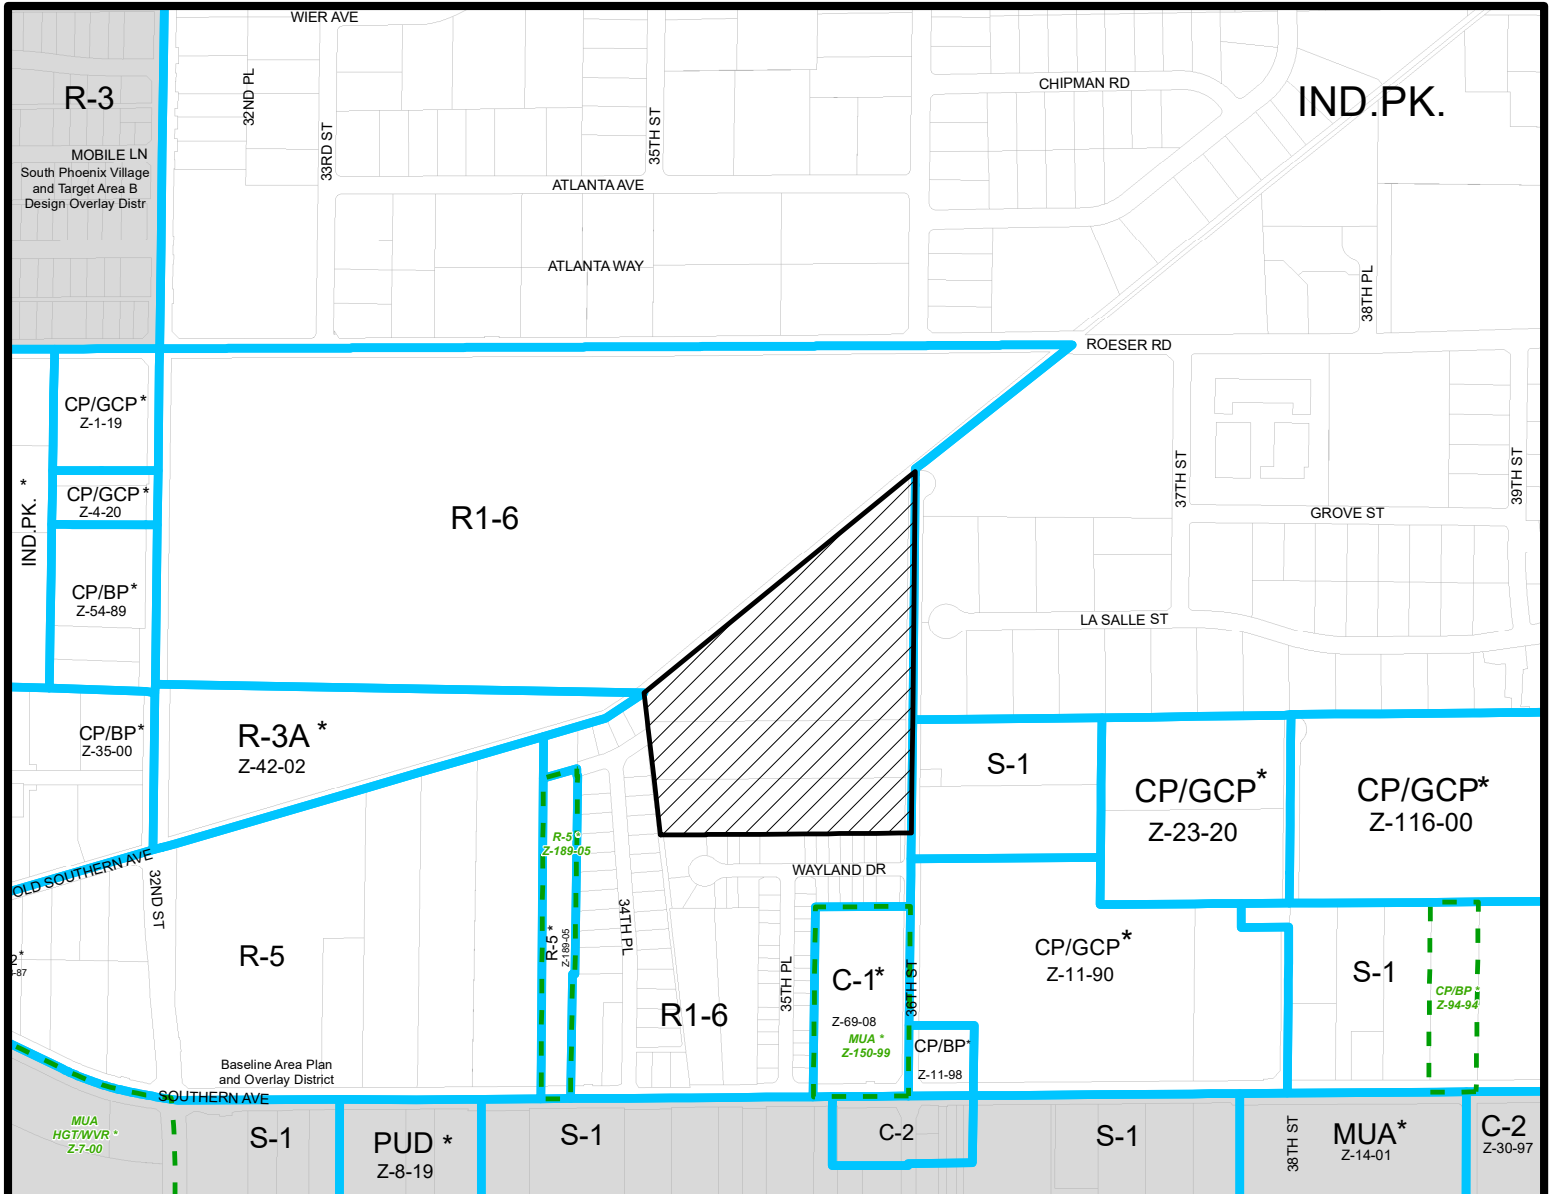 WIER AVE
32ND PL
33RD ST
35TH ST
CHIPMAN RD
IND.PK.
R-3
MOBILE LN
South Phoenix Village
and Target Area B
Design Overlay Distr
ATLANTA AVE
ATLANTA WAY
38TH PL
ROESER RD
CP/GCP*
Z-1-19
CP/GCP*
Z-4-20
IND.PK. *
CP/BP*
Z-54-89
R1-6
37TH ST
39TH ST
GROVE ST
LA SALLE ST
CP/BP*
Z-35-00
R-3A *
Z-42-02
S-1
CP/GCP*
Z-23-20
CP/GCP*
Z-116-00
R-5 *
Z-189-05
OLD SOUTHERN AVE
32ND ST
WAYLAND DR
34TH PL
R-5 *
Z-189-05
R-5
35TH PL
36TH ST
C-1*
Z-69-08
MUA *
Z-150-99
R1-6
CP/GCP*
Z-11-90
S-1
CP/BP *
Z-94-94
CP/BP*
Z-11-98
2*
-87
Baseline Area Plan
and Overlay District
SOUTHERN AVE
MUA
HGT/WVR *
Z-7-00
S-1
PUD *
Z-8-19
S-1
C-2
S-1
38TH ST
MUA*
Z-14-01
C-2
Z-30-97